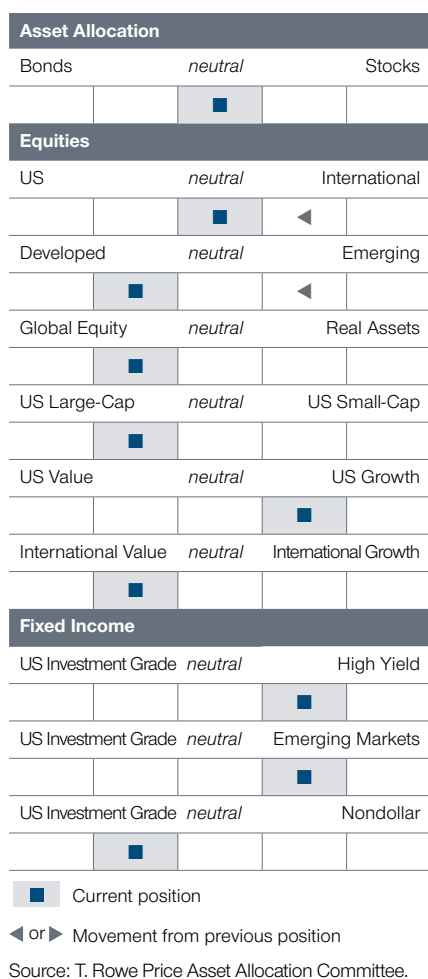 Asset Allocation
Bonds neutral Stocks
Equities
US neutral International
Developed neutral Emerging
Global Equity neutral Real Assets
US Large-Cap neutral US Small-Cap
US Value neutral US Growth
International Value neutral International Growth
Fixed Income
US Investment Grade neutral High Yield
US Investment Grade neutral Emerging Markets
US Investment Grade neutral Nondollar
Current position
or Movement from previous position
Source: T. Rowe Price Asset Allocation Committee.